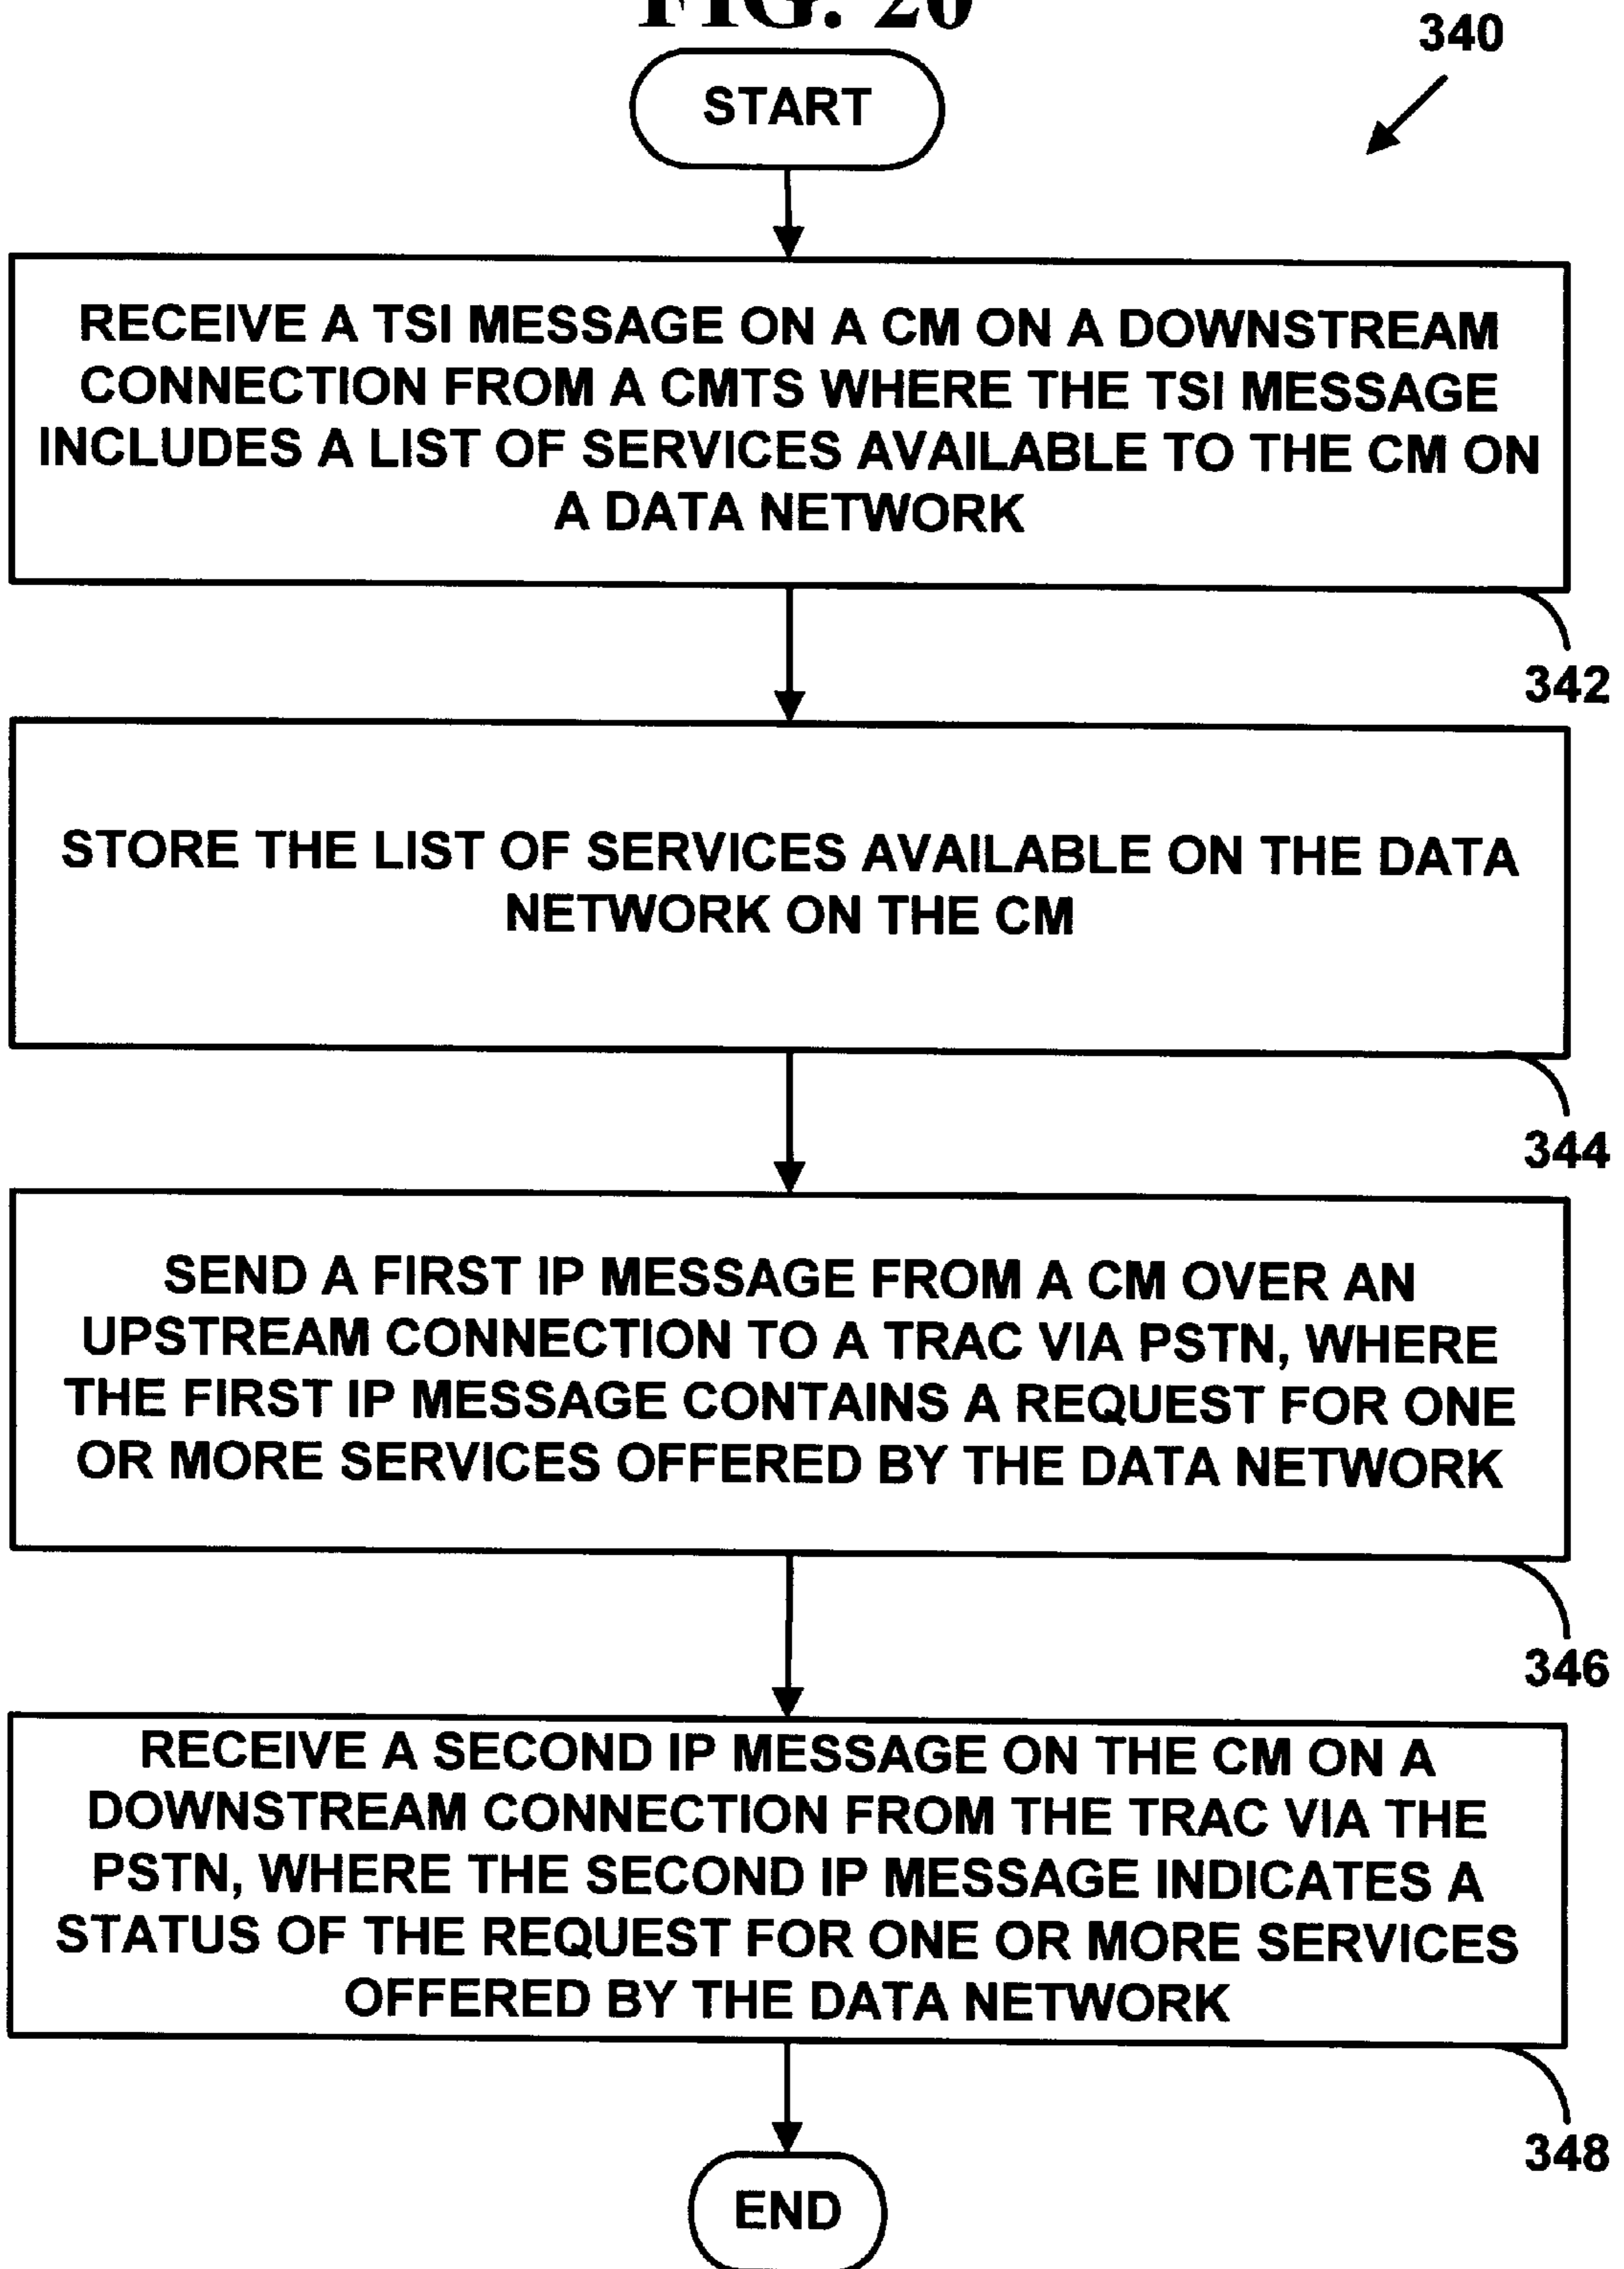 FIG. 20
340
START
RECEIVE A TSI MESSAGE ON A CM ON A DOWNSTREAM
CONNECTION FROM A CMTS WHERE THE TSI MESSAGE
INCLUDES A LIST OF SERVICES AVAILABLE TO THE CM ON
A DATA NETWORK
342
STORE THE LIST OF SERVICES AVAILABLE ON THE DATA
NETWORK ON THE CM
344
SEND A FIRST IP MESSAGE FROM A CM OVER AN
UPSTREAM CONNECTION TO A TRAC VIA PSTN, WHERE
THE FIRST IP MESSAGE CONTAINS A REQUEST FOR ONE
OR MORE SERVICES OFFERED BY THE DATA NETWORK
346
RECEIVE A SECOND IP MESSAGE ON THE CM ON A
DOWNSTREAM CONNECTION FROM THE TRAC VIA THE
PSTN, WHERE THE SECOND IP MESSAGE INDICATES A
STATUS OF THE REQUEST FOR ONE OR MORE SERVICES
OFFERED BY THE DATA NETWORK
348
END